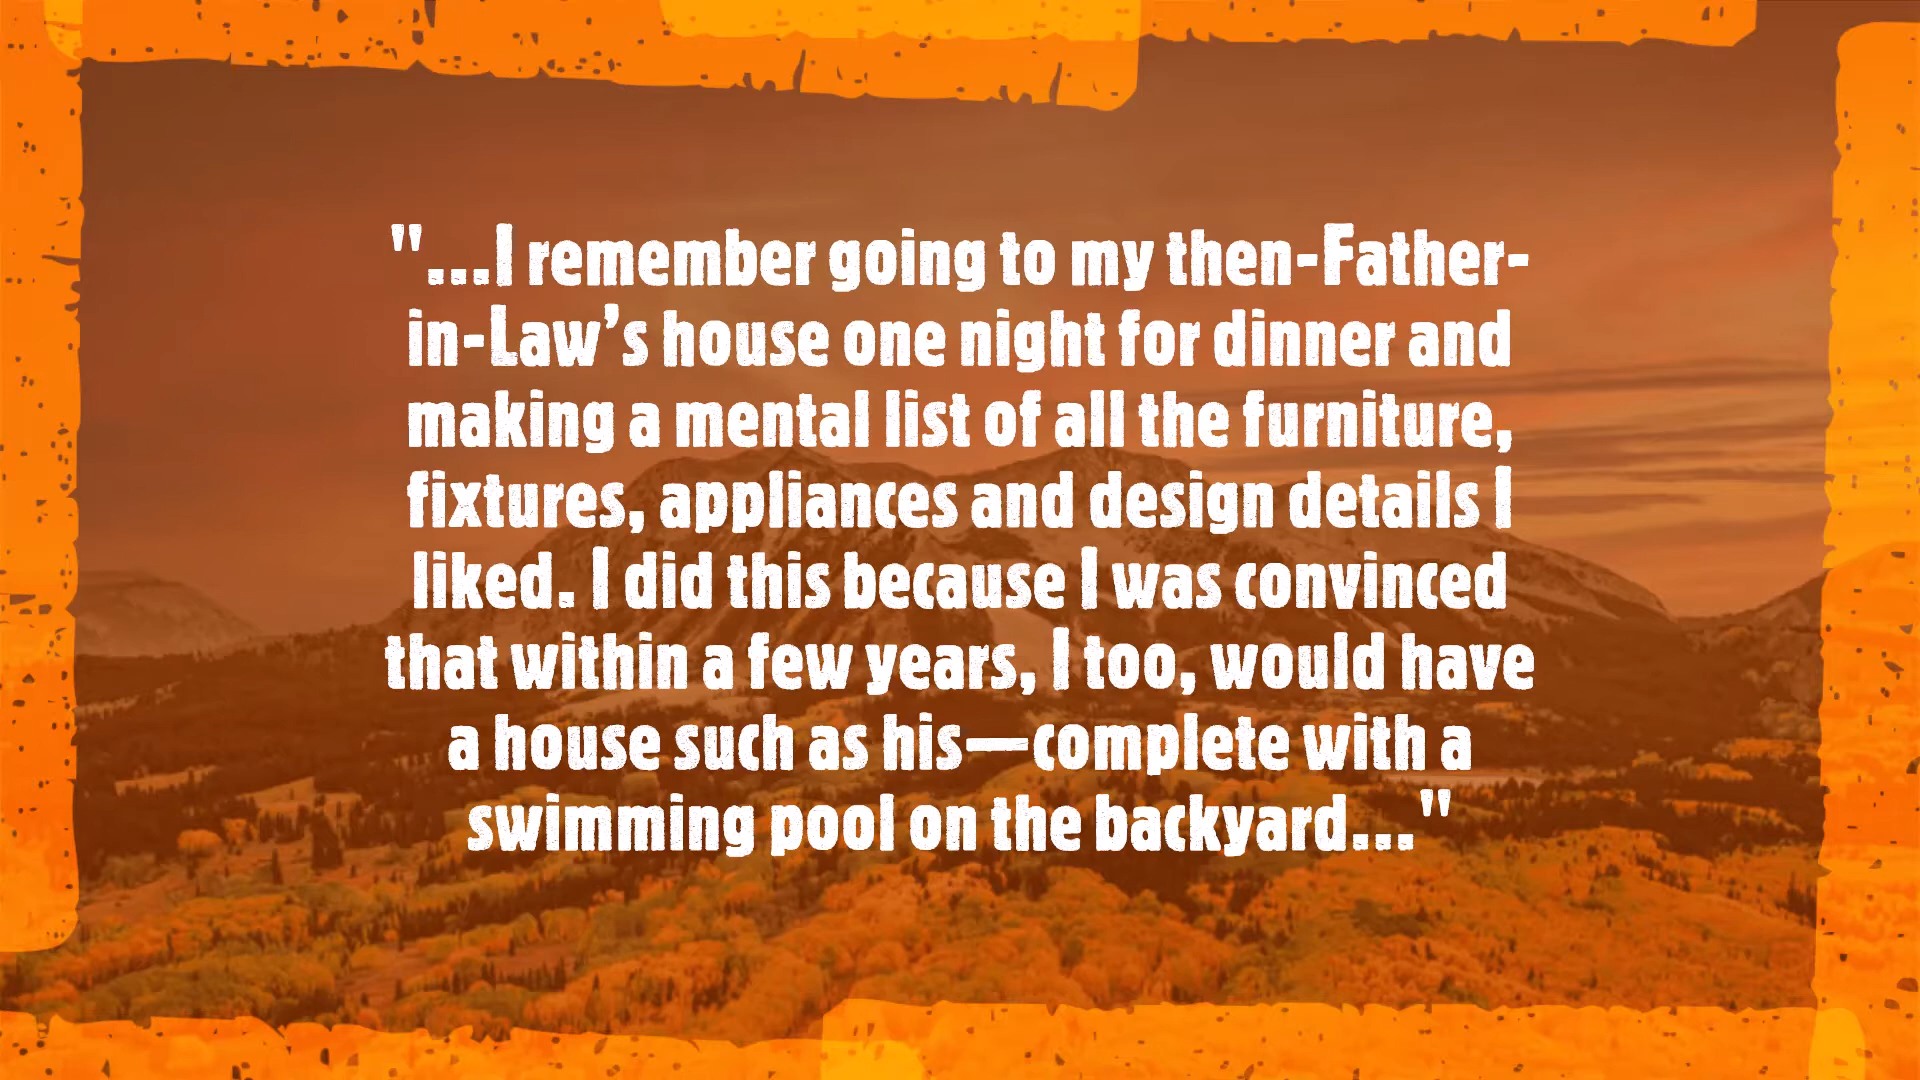 "...I remember going to my then-Father-
in-Law’s house one night for dinner and
making a mental list of all the furniture,
fixtures, appliances and design details I
liked. I did this because I was convinced
that within a few years, I too, would have
a house such as his—complete with a
swimming pool on the backyard..."